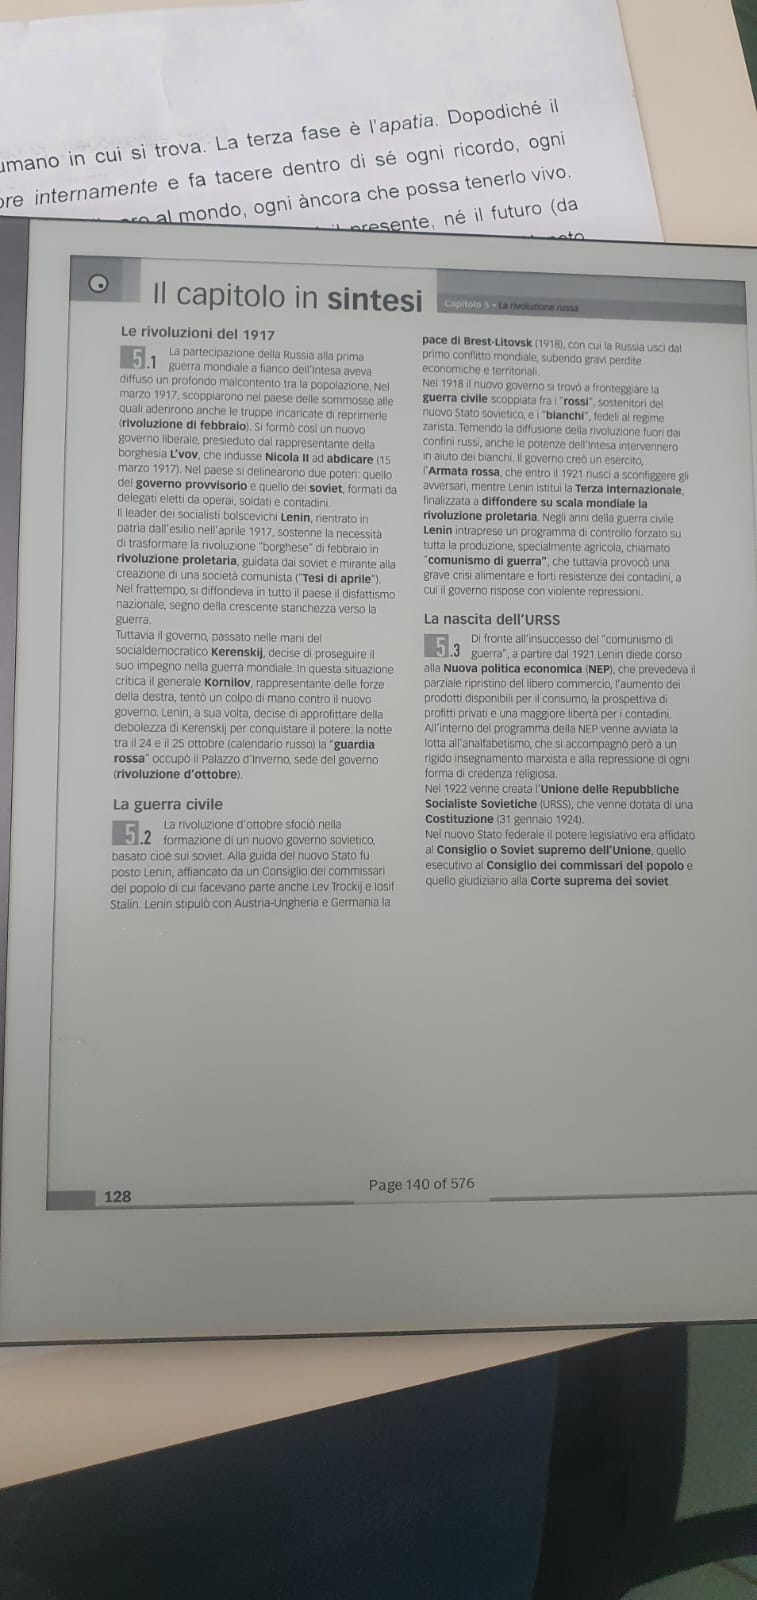 umano in cui si trova. La terza fase è l'apatia. Dopodiché il
ore internamente e fa tacere dentro di sé ogni ricordo, ogni
al mondo, ogni àncora che possa tenerlo vivo.
presente, né il futuro (da
Il capitolo in sintesi
Capitolo 5 • La rivoluzione russa
Le rivoluzioni del 1917
5.1 La partecipazione della Russia alla prima
guerra mondiale a fianco dell'Intesa aveva
diffuso un profondo malcontento tra la popolazione. Nel
marzo 1917, scoppiarono nel paese delle sommosse alle
quali aderirono anche le truppe incaricate di reprimerle
(rivoluzione di febbraio). Si formò così un nuovo
governo liberale, presieduto dal rappresentante della
borghesia L'vov, che indusse Nicola II ad abdicare (15
marzo 1917). Nel paese si delinearono due poteri: quello
del governo provvisorio e quello dei soviet, formati da
delegati eletti da operai, soldati e contadini.
Il leader dei socialisti bolscevichi Lenin, rientrato in
patria dall'esilio nell'aprile 1917, sostenne la necessità
di trasformare la rivoluzione "borghese" di febbraio in
rivoluzione proletaria, guidata dai soviet e mirante alla
creazione di una società comunista ("Tesi di aprile").
Nel frattempo, si diffondeva in tutto il paese il disfattismo
nazionale, segno della crescente stanchezza verso la
guerra.
Tuttavia il governo, passato nelle mani del
socialdemocratico Kerenskij, decise di proseguire il
suo impegno nella guerra mondiale. In questa situazione
critica il generale Kornilov, rappresentante delle forze
della destra, tentò un colpo di mano contro il nuovo
governo. Lenin, a sua volta, decise di approfittare della
debolezza di Kerenskij per conquistare il potere: la notte
tra il 24 e il 25 ottobre (calendario russo) la "guardia
rossa" occupò il Palazzo d'Inverno, sede del governo
(rivoluzione d'ottobre).
La guerra civile
5.2 La rivoluzione d'ottobre sfociò nella
formazione di un nuovo governo sovietico,
basato cioè sui soviet. Alla guida del nuovo Stato fu
posto Lenin, affiancato da un Consiglio dei commissari
del popolo di cui facevano parte anche Lev Trockij e Iosif
Stalin. Lenin stipulò con Austria-Ungheria e Germania la
pace di Brest-Litovsk (1918), con cui la Russia uscì dal
primo conflitto mondiale, subendo gravi perdite
economiche e territoriali.
Nel 1918 il nuovo governo si trovò a fronteggiare la
guerra civile scoppiata fra i "rossi", sostenitori del
nuovo Stato sovietico, e i "bianchi", fedeli al regime
zarista. Temendo la diffusione della rivoluzione fuori dai
confini russi, anche le potenze dell'Intesa intervennero
in aiuto dei bianchi. Il governo creò un esercito,
l'Armata rossa, che entro il 1921 riuscì a sconfiggere gli
avversari, mentre Lenin istituì la Terza Internazionale,
finalizzata a diffondere su scala mondiale la
rivoluzione proletaria. Negli anni della guerra civile
Lenin intraprese un programma di controllo forzato su
tutta la produzione, specialmente agricola, chiamato
"comunismo di guerra", che tuttavia provocò una
grave crisi alimentare e forti resistenze dei contadini, a
cui il governo rispose con violente repressioni.
La nascita dell'URSS
5.3 Di fronte all'insuccesso del "comunismo di
guerra", a partire dal 1921 Lenin diede corso
alla Nuova politica economica (NEP), che prevedeva il
parziale ripristino del libero commercio, l'aumento dei
prodotti disponibili per il consumo, la prospettiva di
profitti privati e una maggiore libertà per i contadini.
All'interno del programma della NEP venne avviata la
lotta all'analfabetismo, che si accompagnò però a un
rigido insegnamento marxista e alla repressione di ogni
forma di credenza religiosa.
Nel 1922 venne creata l'Unione delle Repubbliche
Socialiste Sovietiche (URSS), che venne dotata di una
Costituzione (31 gennaio 1924).
Nel nuovo Stato federale il potere legislativo era affidato
al Consiglio o Soviet supremo dell'Unione, quello
esecutivo al Consiglio dei commissari del popolo e
quello giudiziario alla Corte suprema dei soviet.
128
Page 140 of 576